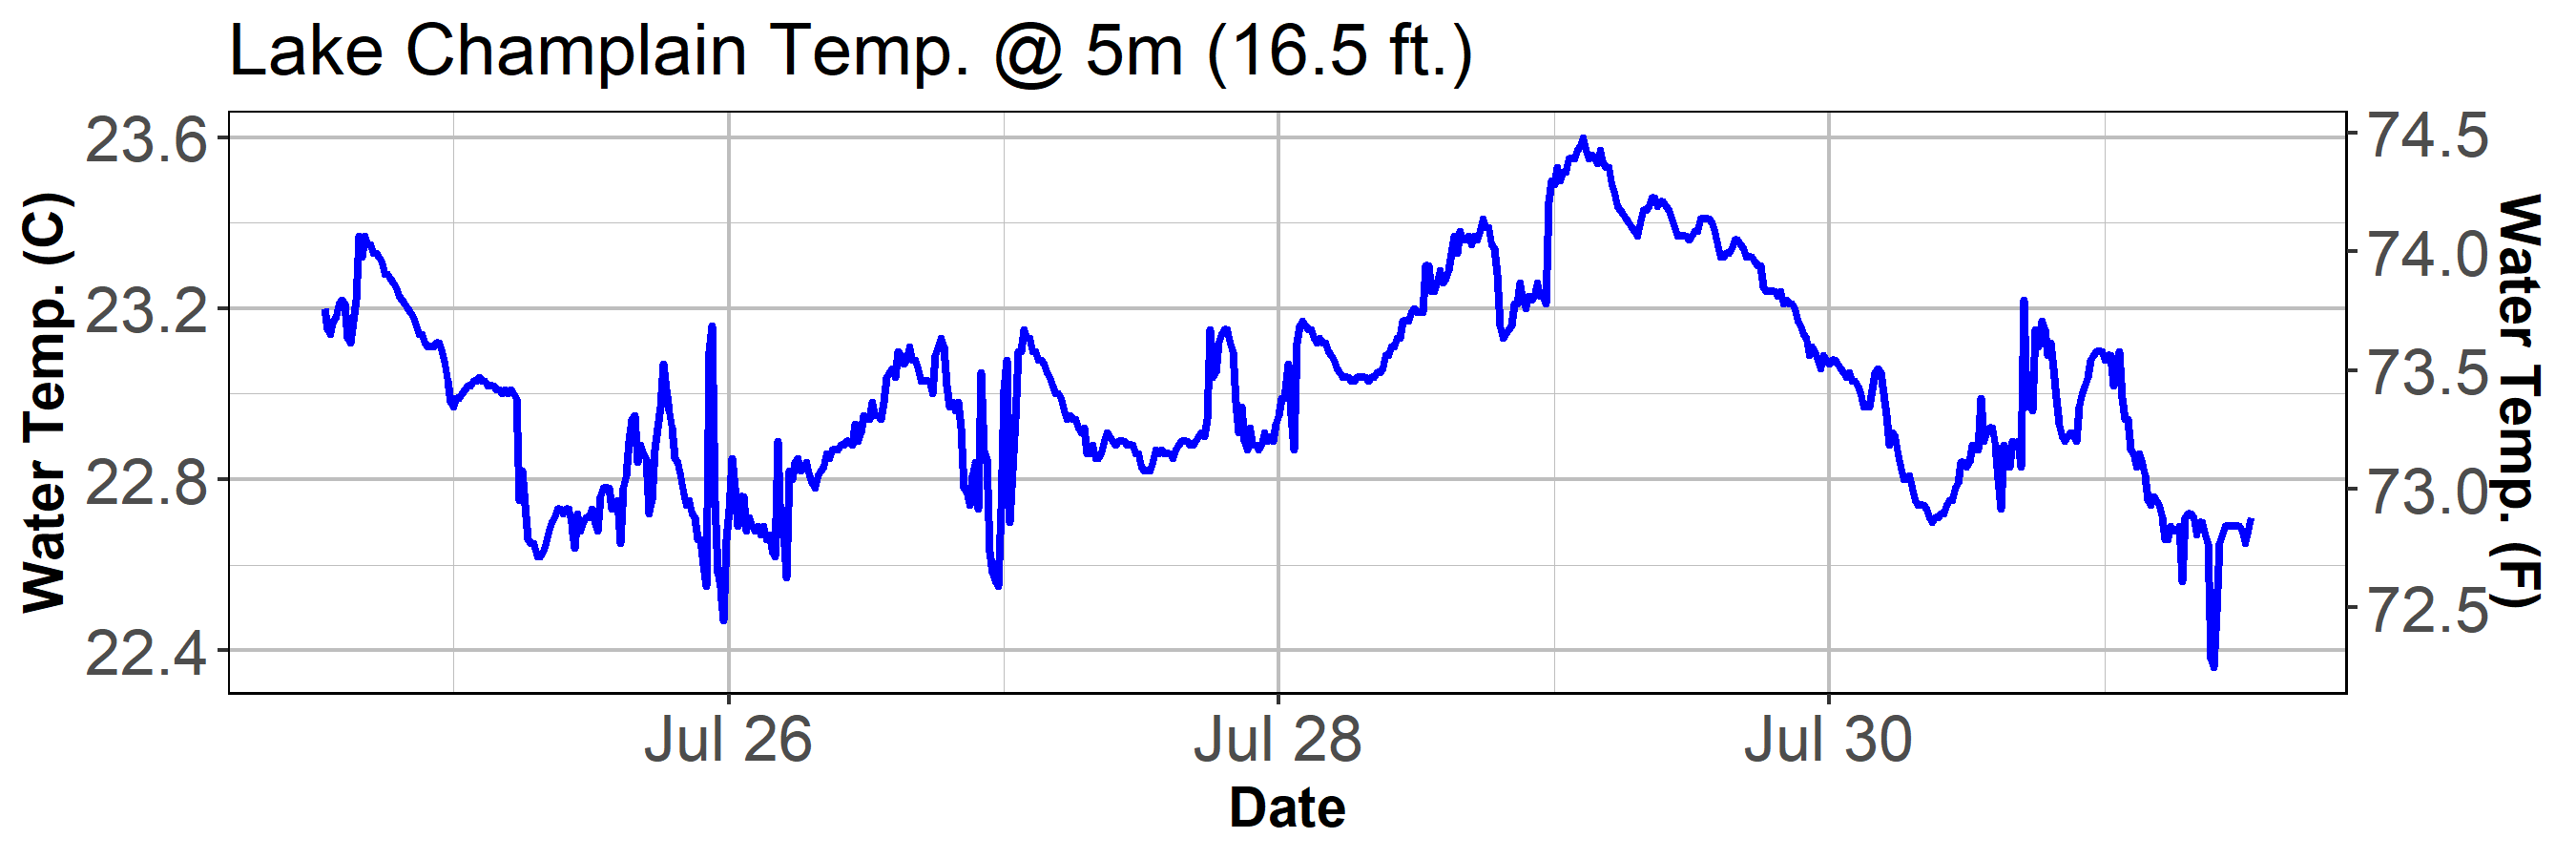 Lake Champlain Temp. @ 5m (16.5 ft.)
Water Temp. (C)
23.6
23.2
22.8
22.4
74.5
74.0
73.5
73.0
72.5
Water Temp. (F)
Jul 26
Jul 28
Jul 30
Date